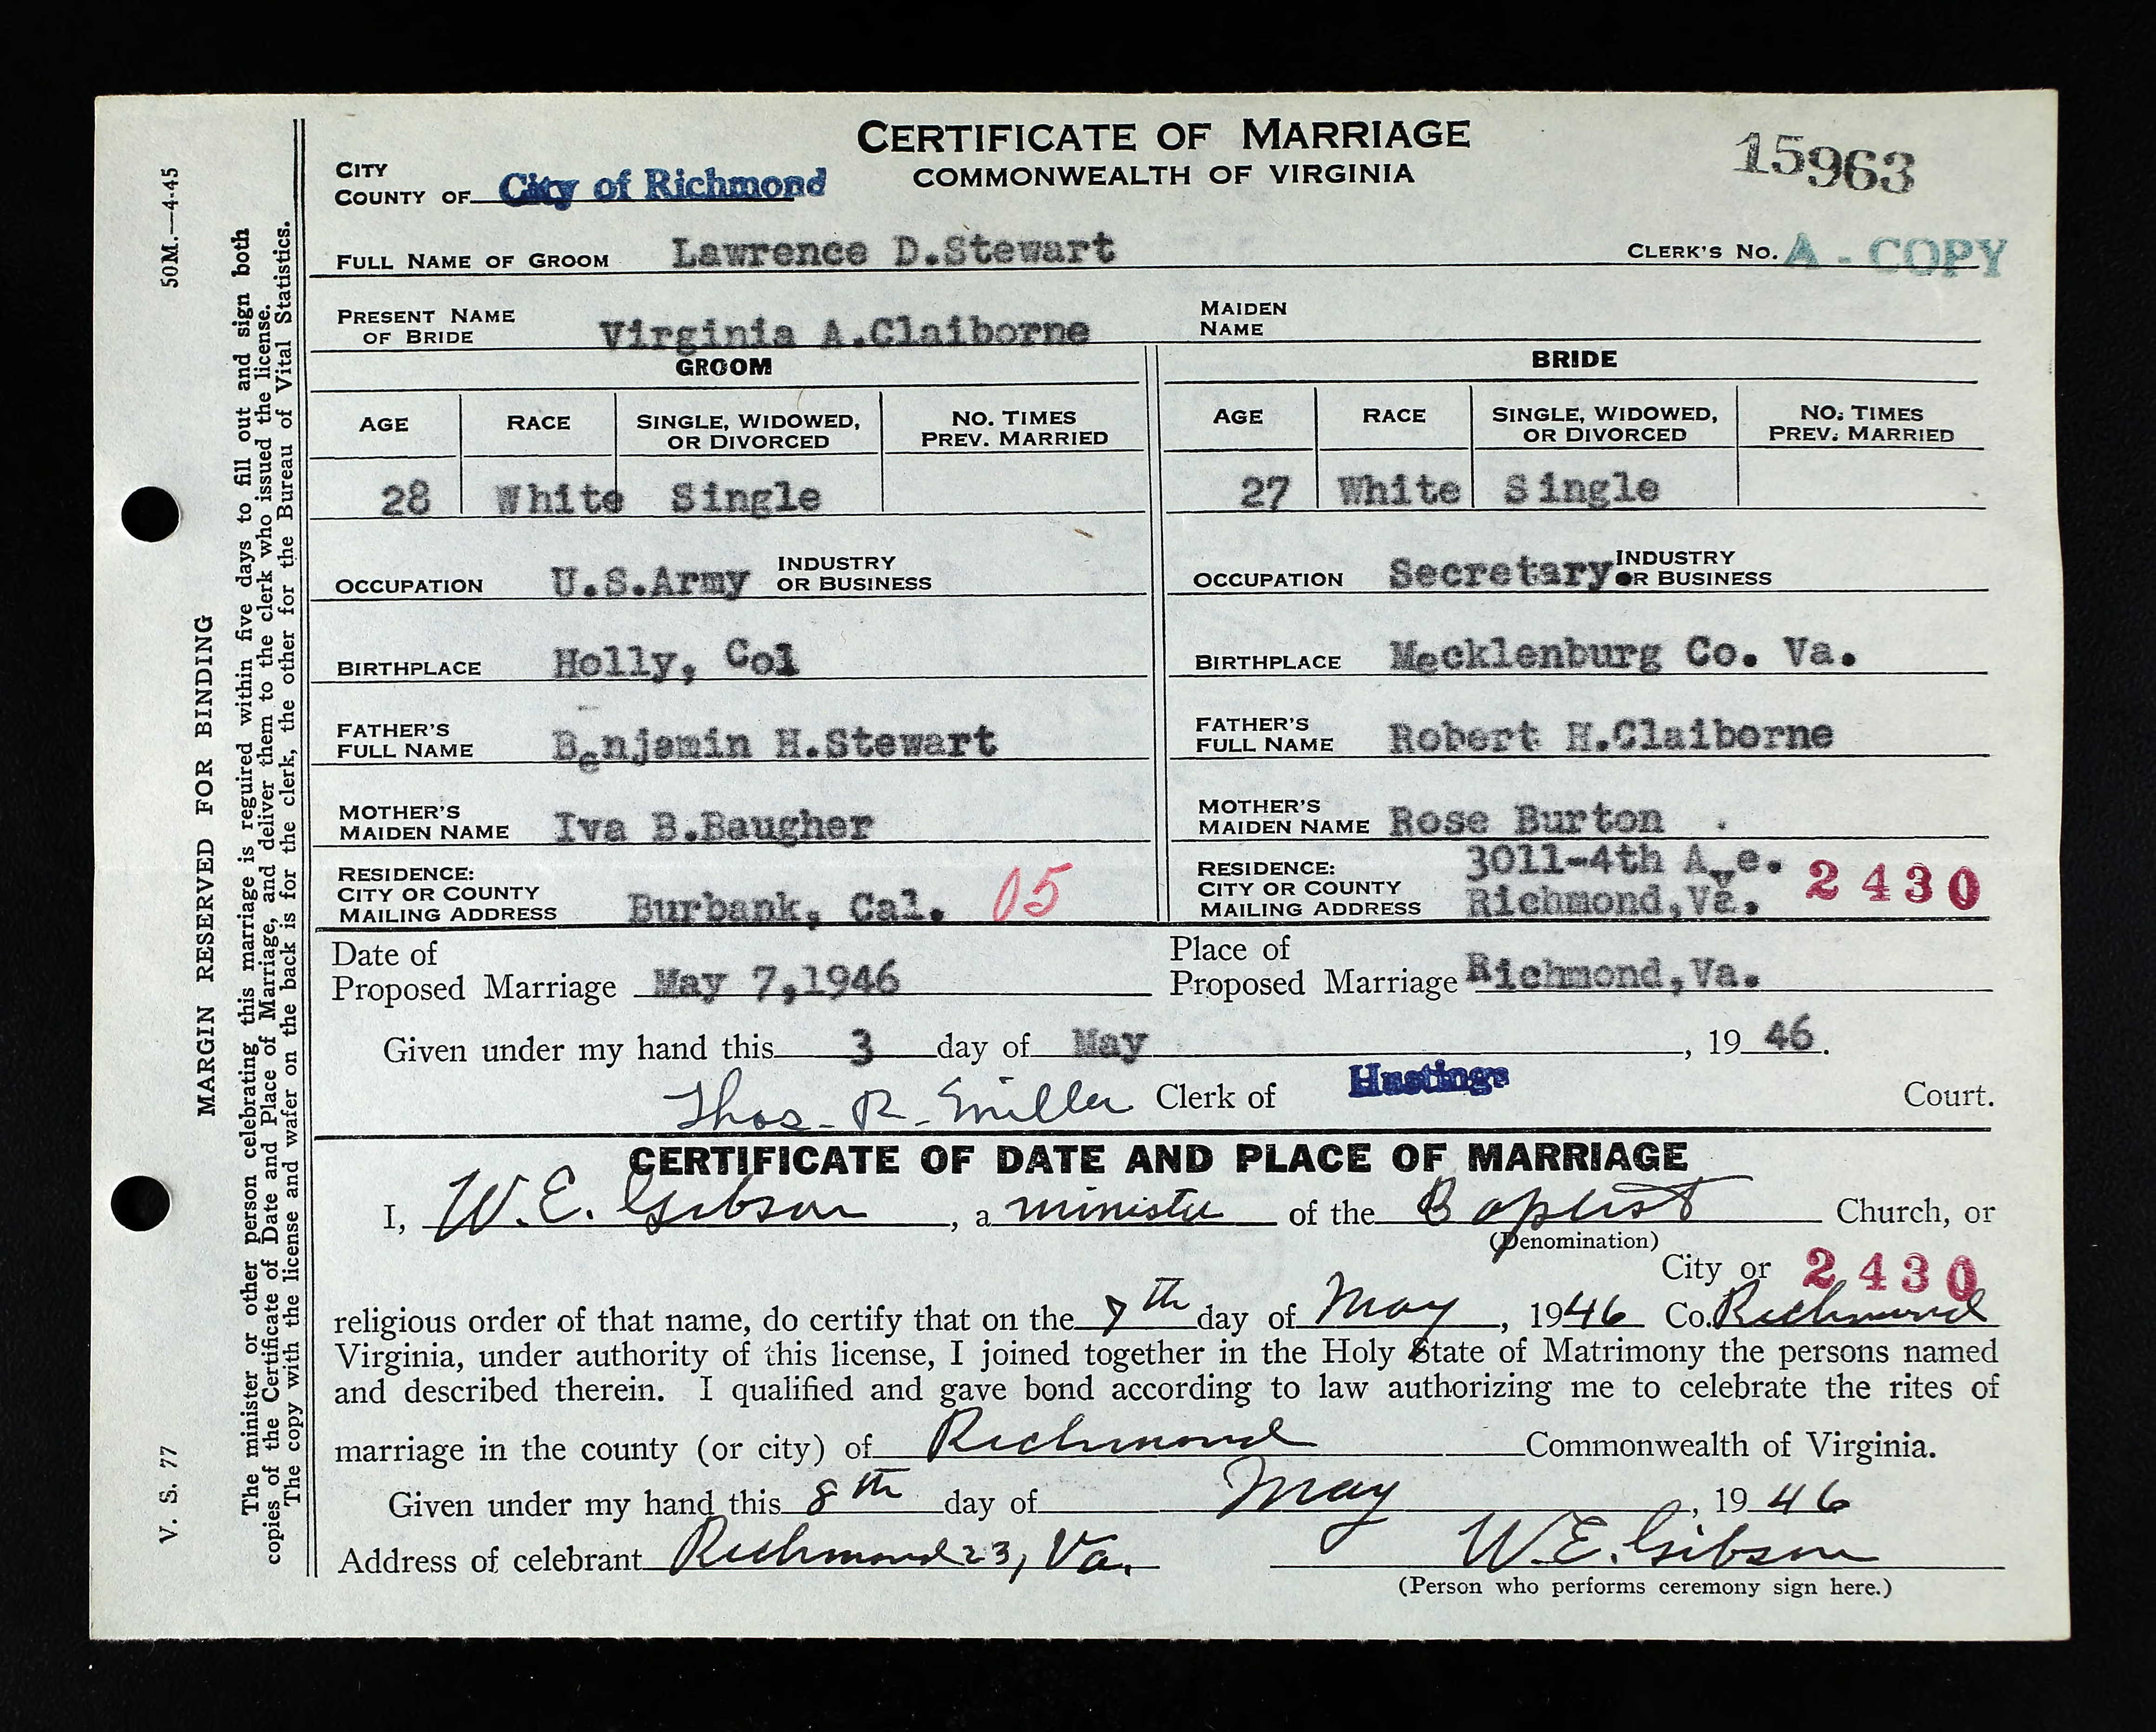 CERTIFICATE OF MARRIAGE
COMMONWEALTH OF VIRGINIA
15963
CITY
COUNTY OF City of Richmond
FULL NAME OF GROOM Lawrence D.Stewart CLERK'S NO. A - COPY
PRESENT NAME OF BRIDE Virginia A.Claiborne MAIDEN NAME
GROOM BRIDE
AGE RACE SINGLE, WIDOWED, OR DIVORCED NO. TIMES PREV. MARRIED AGE RACE SINGLE, WIDOWED, OR DIVORCED NO. TIMES PREV. MARRIED
28 White Single 27 White Single
OCCUPATION U.S.Army INDUSTRY OR BUSINESS OCCUPATION Secretary INDUSTRY OR BUSINESS
BIRTHPLACE Holly, Col BIRTHPLACE Mecklenburg Co. Va.
FATHER'S FULL NAME Benjamin H.Stewart FATHER'S FULL NAME Robert H.Claiborne
MOTHER'S MAIDEN NAME Iva B.Baugher MOTHER'S MAIDEN NAME Rose Burton
RESIDENCE: CITY OR COUNTY MAILING ADDRESS Burbank, Cal. 05 RESIDENCE: CITY OR COUNTY MAILING ADDRESS 3011-4th Ave. Richmond,Va. 2430
Date of Proposed Marriage May 7,1946 Place of Proposed Marriage Richmond,Va.
Given under my hand this 3 day of May, 19 46.
Thos. R. Miller Clerk of Hustings Court.
CERTIFICATE OF DATE AND PLACE OF MARRIAGE
I, W.E. Gibson, a minister of the Baptist Church, or
(Denomination)
City or 2430
religious order of that name, do certify that on the 7th day of May, 1946 Co. Richmond
Virginia, under authority of this license, I joined together in the Holy State of Matrimony the persons named
and described therein. I qualified and gave bond according to law authorizing me to celebrate the rites of
marriage in the county (or city) of Richmond Commonwealth of Virginia.
Given under my hand this 8th day of May, 19 46
Address of celebrant Richmond 23, Va. W.E. Gibson
(Person who performs ceremony sign here.)
50M.—4-45
V. S. 77
MARGIN RESERVED FOR BINDING
The minister or other person celebrating this marriage is required within five days to fill out and sign both
copies of the Certificate of Date and Place of Marriage, and deliver them to the clerk who issued the license.
The copy with the license and wafer on the back is for the clerk, the other for the Bureau of Vital Statistics.